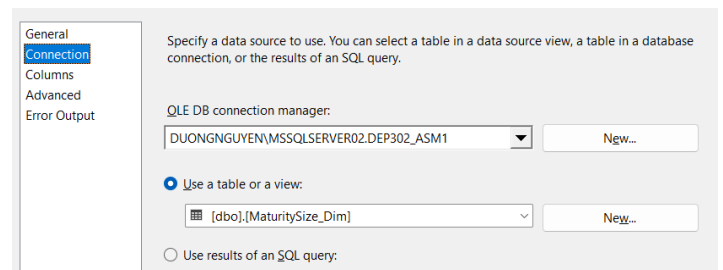 General
Connection
Columns
Advanced
Error Output
Specify a data source to use. You can select a table in a data source view, a table in a database
connection, or the results of an SQL query.
OLE DB connection manager:
DUONGNGUYEN\MSSQLSERVER02.DEP302_ASM1
New...
Use a table or a view:
[dbo].[MaturitySize_Dim]
New...
Use results of an SQL query: